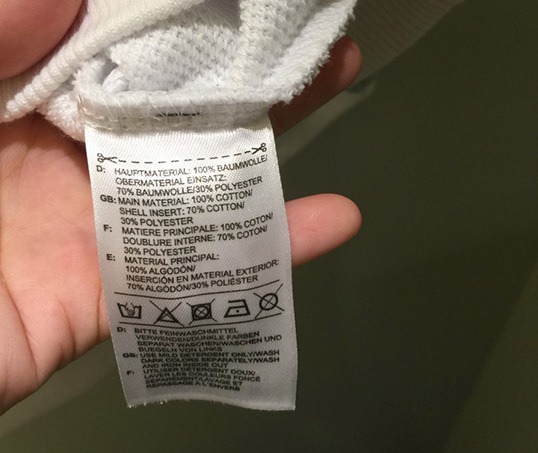 D: HAUPTMATERIAL: 100% BAUMWOLLE/
OBERMATERIAL EINSATZ:
70% BAUMWOLLE/30% POLYESTER
GB: MAIN MATERIAL: 100% COTTON/
SHELL INSERT: 70% COTTON/
30% POLYESTER
F: MATIERE PRINCIPALE: 100% COTON/
DOUBLURE INTERNE: 70% COTON/
30% POLYESTER
E: MATERIAL PRINCIPAL:
100% ALGODÓN/
INSERCIÓN EN MATERIAL EXTERIOR:
70% ALGODÓN/30% POLIÉSTER
D: BITTE FEINWASCHMITTEL
VERWENDEN/DUNKLE FARBEN
SEPARAT WASCHEN/WASCHEN UND
BUEGELN VON LINKS
GB: USE MILD DETERGENT ONLY/WASH
DARK COLORS SEPARATELY/WASH
AND IRON INSIDE OUT
F: UTILISER DÉTERGENT DOUX/
LAVER LES COULEURS FONCÉ
SÉPARÉMENT/LAVAGE ET
REPASSAGE À L'ENVERS